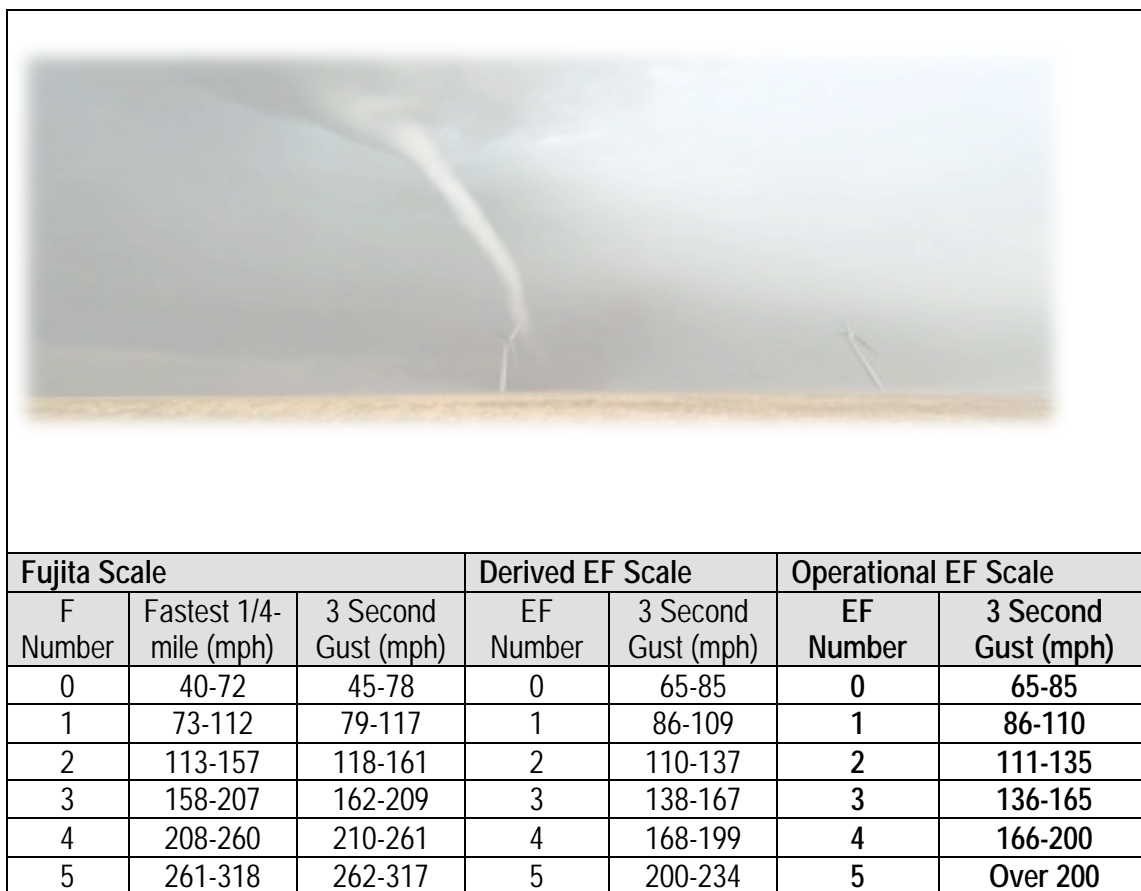 Fujita Scale Derived EF Scale Operational EF Scale
F Fastest 1/4- 3 Second EF 3 Second EF 3 Second
Number mile (mph) Gust (mph) Number Gust (mph) Number Gust (mph)
0 40-72 45-78 0 65-85 0 65-85
1 73-112 79-117 1 86-109 1 86-110
2 113-157 118-161 2 110-137 2 111-135
3 158-207 162-209 3 138-167 3 136-165
4 208-260 210-261 4 168-199 4 166-200
5 261-318 262-317 5 200-234 5 Over 200